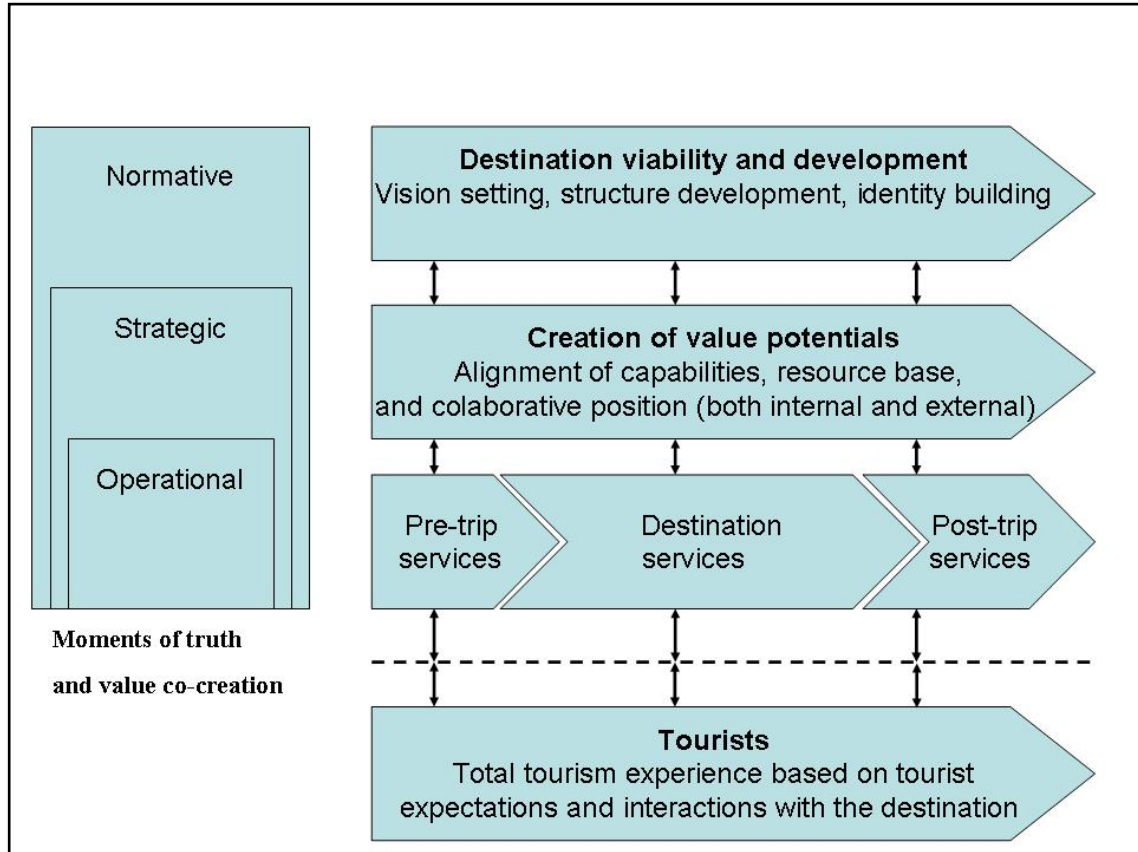 Normative
Destination viability and development
Vision setting, structure development, identity building
Strategic
Creation of value potentials
Alignment of capabilities, resource base,
and colaborative position (both internal and external)
Operational
Pre-trip
services
Destination
services
Post-trip
services
Moments of truth
and value co-creation
Tourists
Total tourism experience based on tourist
expectations and interactions with the destination